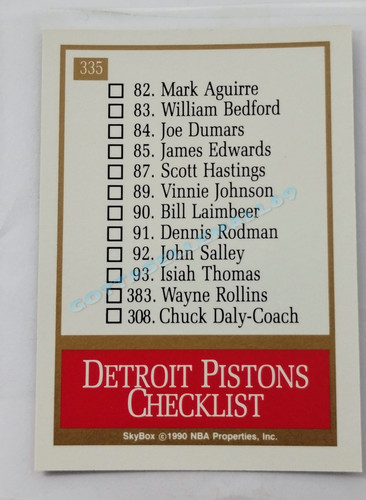 335
82. Mark Aguirre
83. William Bedford
84. Joe Dumars
85. James Edwards
87. Scott Hastings
89. Vinnie Johnson
90. Bill Laimbeer
91. Dennis Rodman
92. John Salley
93. Isiah Thomas
383. Wayne Rollins
308. Chuck Daly-Coach
DETROIT PISTONS
CHECKLIST
SkyBox ©1990 NBA Properties, Inc.